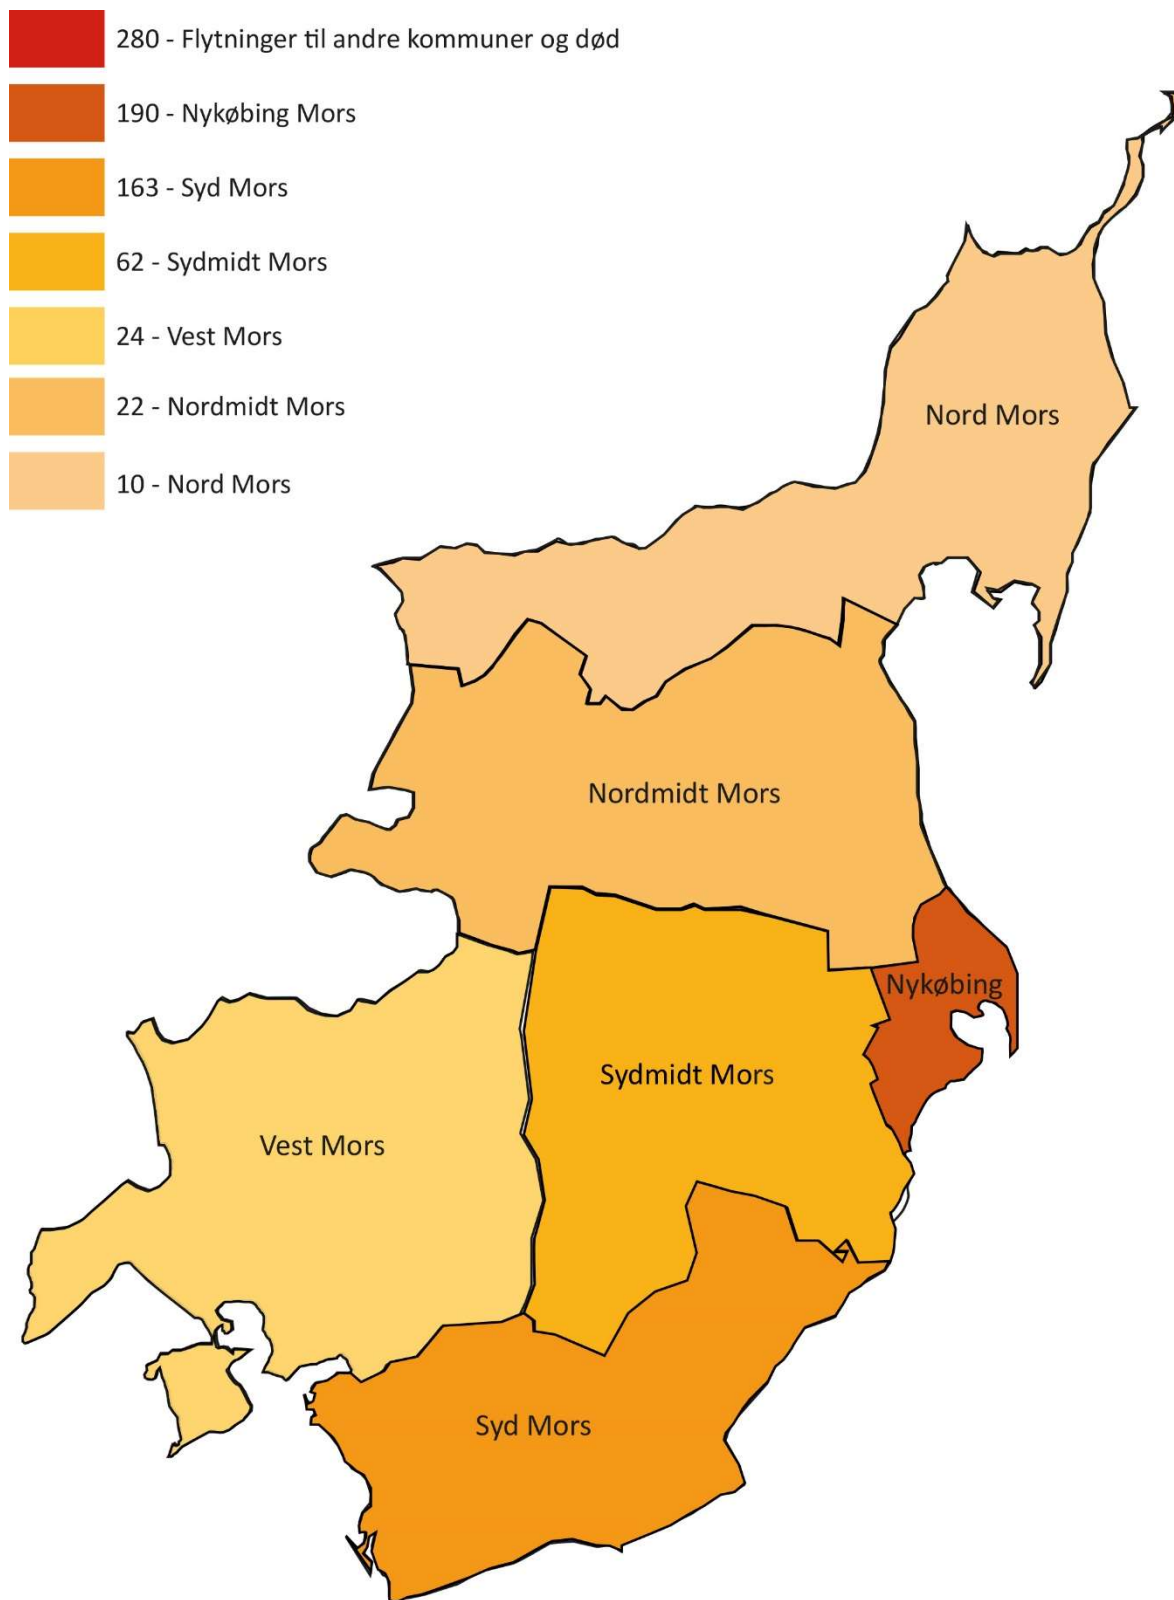 280 - Flytninger til andre kommuner og død
190 - Nykøbing Mors
163 - Syd Mors
62 - Sydmidt Mors
24 - Vest Mors
22 - Nordmidt Mors
10 - Nord Mors
Nord Mors
Nordmidt Mors
Nykøbing
Sydmidt Mors
Vest Mors
Syd Mors